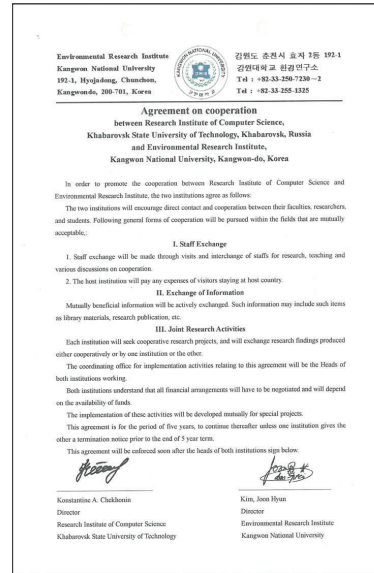 Environmental Research Institute
Kangwon National University
192-1, Hyojadong, Chunchon,
Kangwondo, 200-701, Korea
KANGWON NATIONAL UNIVERSITY
강원대학교
강원도 춘천시 효자 2동 192-1
강원대학교 환경연구소
Tel : +82-33-250-7230~2
Tel : +82-33-255-1325
Agreement on cooperation
between Research Institute of Computer Science,
Khabarovsk State University of Technology, Khabarovsk, Russia
and Environmental Research Institute,
Kangwon National University, Kangwon-do, Korea
In order to promote the cooperation between Research Institute of Computer Science and
Environmental Research Institute, the two institutions agree as follows:
The two institutions will encourage direct contact and cooperation between their faculties, researchers,
and students. Following general forms of cooperation will be pursued within the fields that are mutually
acceptable,:
I. Staff Exchange
1. Staff exchange will be made through visits and interchange of staffs for research, teaching and
various discussions on cooperation.
2. The host institution will pay any expenses of visitors staying at host country.
II. Exchange of Information
Mutually beneficial information will be actively exchanged. Such information may include such items
as library materials, research publication, etc.
III. Joint Research Activities
Each institution will seek cooperative research projects, and will exchange research findings produced
either cooperatively or by one institution or the other.
The coordinating office for implementation activities relating to this agreement will be the Heads of
both institutions working.
Both institutions understand that all financial arrangements will have to be negotiated and will depend
on the availability of funds.
The implementation of these activities will be developed mutually for special projects.
This agreement is for the period of five years, to continue thereafter unless one institution gives the
other a termination notice prior to the end of 5 year term.
This agreement will be enforced soon after the heads of both institutions sign below.
Konstantine A. Chekhonin
Director
Research Institute of Computer Science
Khabarovsk State University of Technology
Kim, Joon Hyun
Director
Environmental Research Institute
Kangwon National University